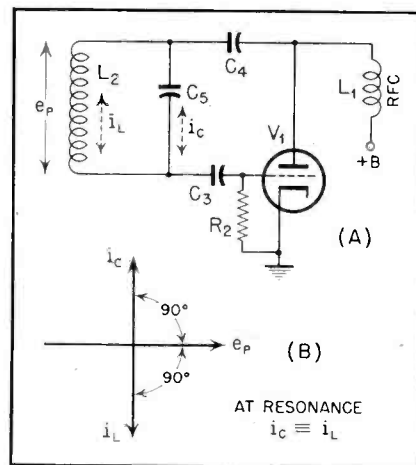 C4
L2
C5
eP
iL
iC
L1
RFC
V1
+B
C3
R2
(A)
iC
90°
eP
(B)
90°
iL
AT RESONANCE
iC ≡ iL